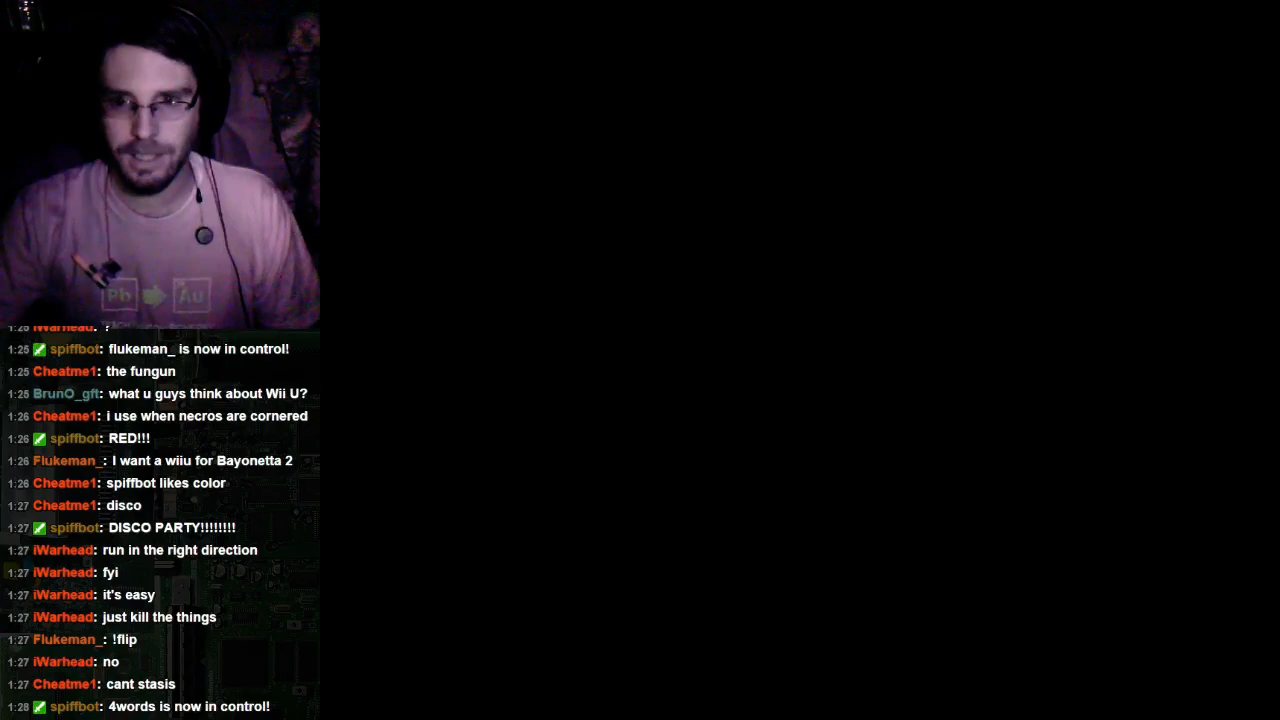 Pb Au
1:25 iWarhead: ?
1:25 spiffbot: flukeman_ is now in control!
1:25 Cheatme1: the fungun
1:25 BrunO_gft: what u guys think about Wii U?
1:26 Cheatme1: i use when necros are cornered
1:26 spiffbot: RED!!!
1:26 Flukeman_: I want a wiiu for Bayonetta 2
1:26 Cheatme1: spiffbot likes color
1:27 Cheatme1: disco
1:27 spiffbot: DISCO PARTY!!!!!!!!
1:27 iWarhead: run in the right direction
1:27 iWarhead: fyi
1:27 iWarhead: it's easy
1:27 iWarhead: just kill the things
1:27 Flukeman_: !flip
1:27 iWarhead: no
1:27 Cheatme1: cant stasis
1:28 spiffbot: 4words is now in control!